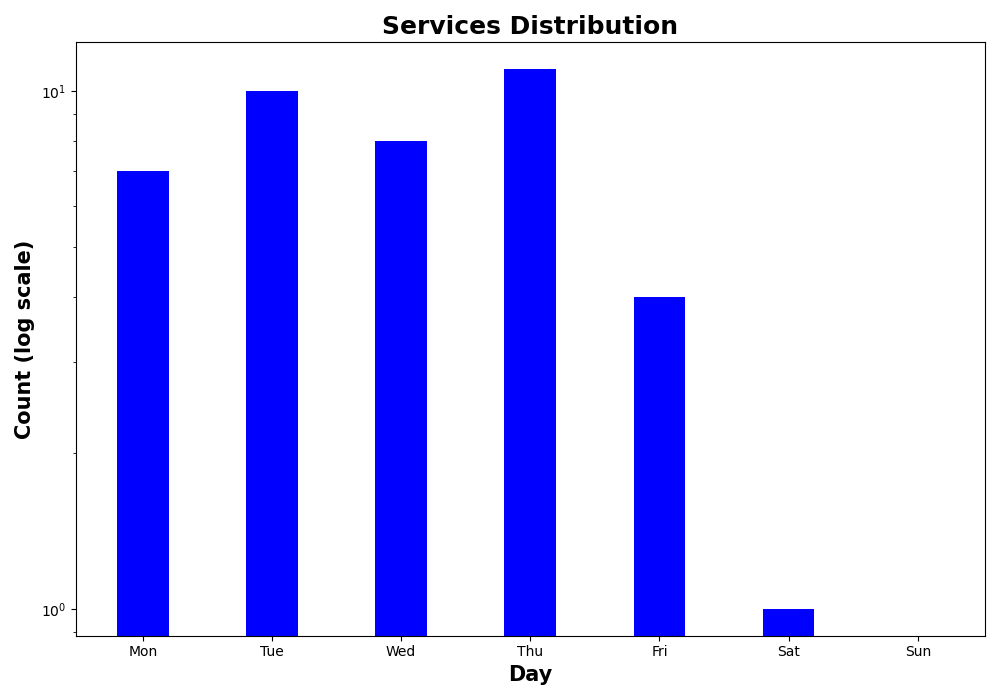 Services Distribution
Count (log scale)
10¹
10⁰
Mon Tue Wed Thu Fri Sat Sun
Day